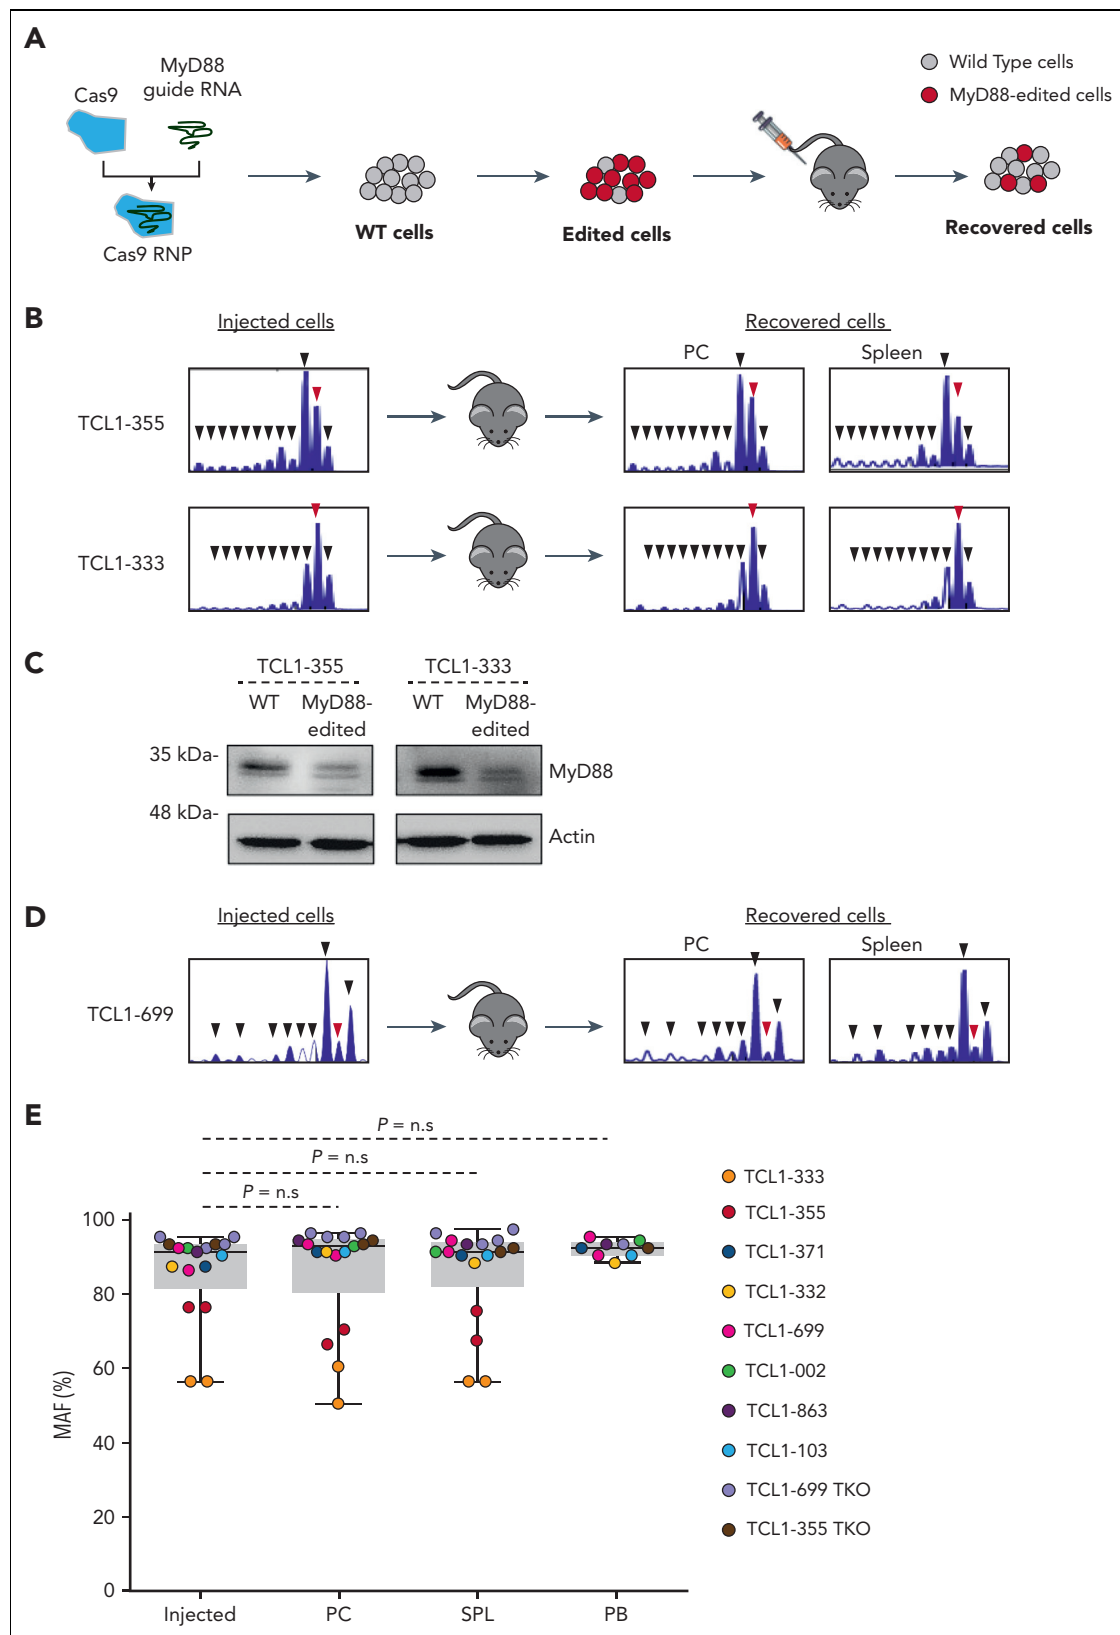 A
Cas9
MyD88
guide RNA
Cas9 RNP
WT cells
Edited cells
Recovered cells
Wild Type cells
MyD88-edited cells
B
Injected cells
Recovered cells
PC
Spleen
TCL1-355
TCL1-333
C
TCL1-355
TCL1-333
WT
MyD88-
edited
WT
MyD88-
edited
35 kDa-
MyD88
48 kDa-
Actin
D
Injected cells
Recovered cells
PC
Spleen
TCL1-699
E
P = n.s
P = n.s
P = n.s
MAF (%)
100
80
60
40
20
0
Injected
PC
SPL
PB
TCL1-333
TCL1-355
TCL1-371
TCL1-332
TCL1-699
TCL1-002
TCL1-863
TCL1-103
TCL1-699 TKO
TCL1-355 TKO